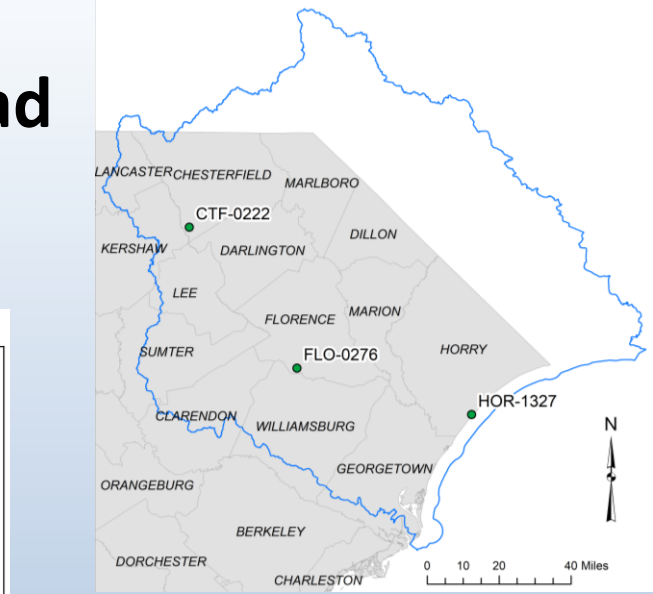 LANCASTER
CHESTERFIELD
MARLBORO
CTF-0222
DILLON
KERSHAW
DARLINGTON
LEE
MARION
FLORENCE
HORRY
SUMTER
FLO-0276
HOR-1327
CLARENDON
WILLIAMSBURG
N
GEORGETOWN
ORANGEBURG
BERKELEY
DORCHESTER
CHARLESTON
0 10 20 40 Miles